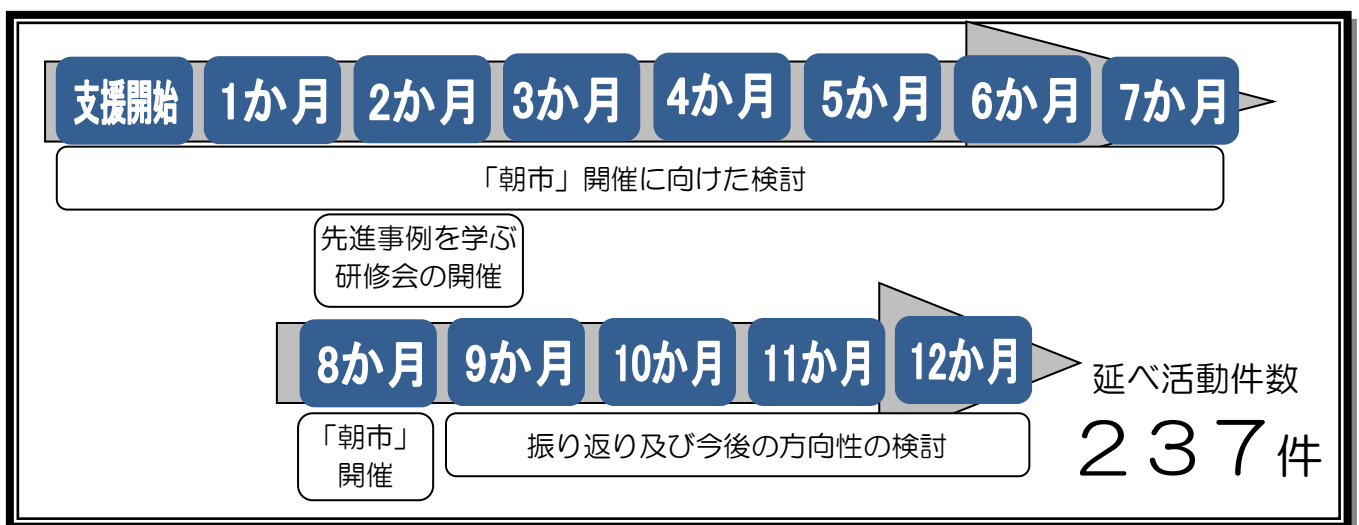 支援開始 1か月 2か月 3か月 4か月 5か月 6か月 7か月
「朝市」開催に向けた検討
先進事例を学ぶ
研修会の開催
8か月 9か月 10か月 11か月 12か月
「朝市」
開催
振り返り及び今後の方向性の検討
延べ活動件数
２３７件